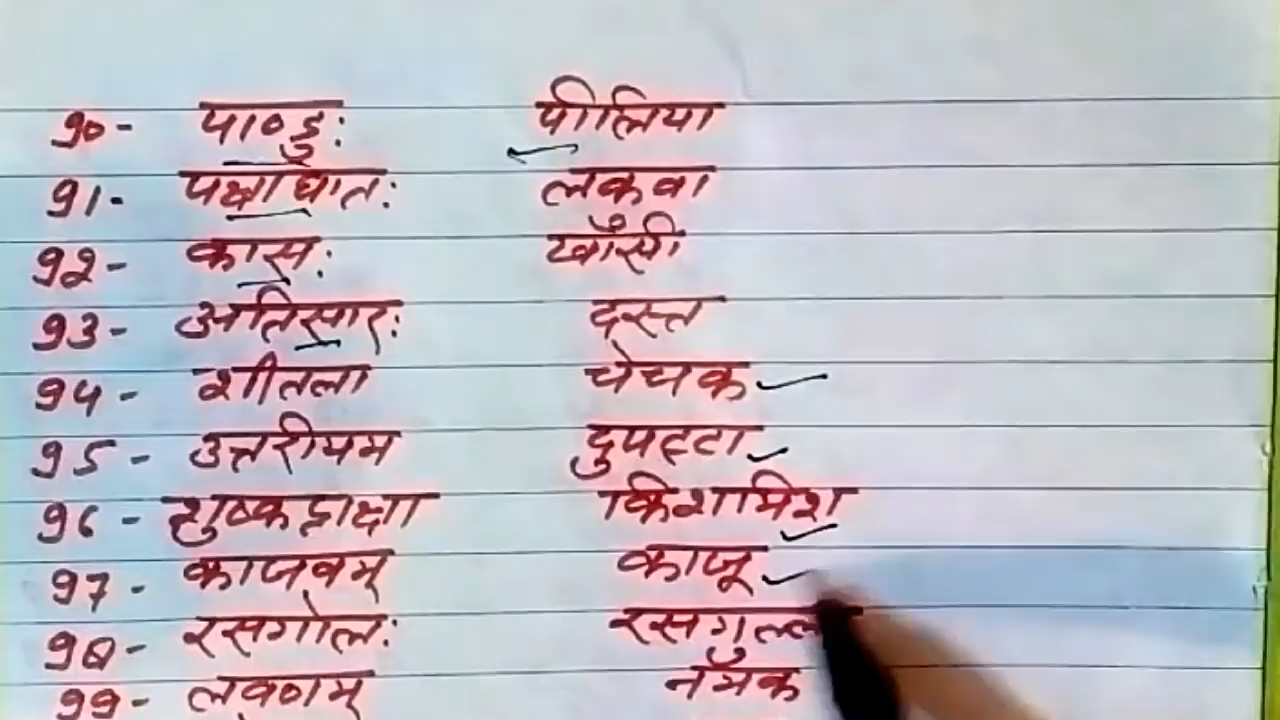 90- पाण्डुः पीलिया
91- पक्षाघातः लकवा
92- कासः खाँसी
93- अतिसारः दस्त
94- शीतला चेचक
95- उत्तरीयम दुपट्टा
96- शुष्कद्राक्षा किशमिश
97- काजवम् काजू
98- रसगोलः
99- लवणम् नमक